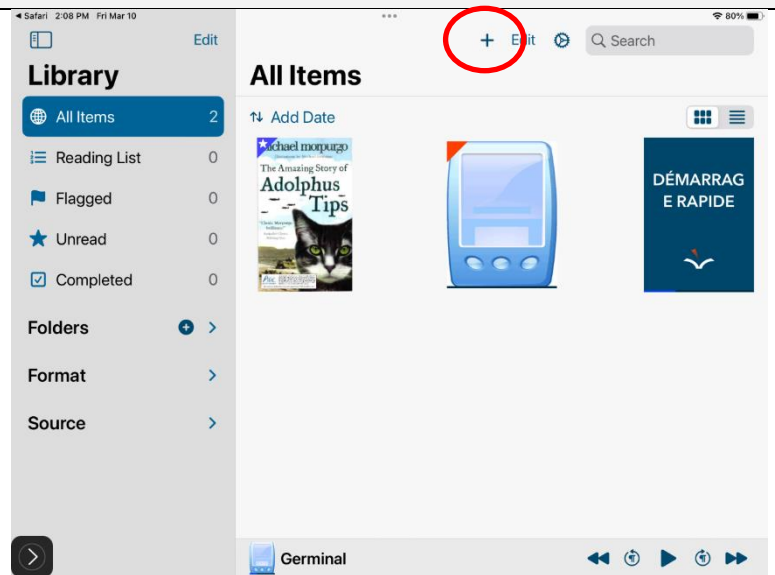 Safari 2:08 PM Fri Mar 10
80%
Edit
Edit
Search
Library
All Items
All Items 2
Add Date
Reading List 0
Flagged 0
Unread 0
Completed 0
Folders
Format
Source
michael morpurgo
The Amazing Story of
Adolphus
Tips
DÉMARRAG
E RAPIDE
Germinal